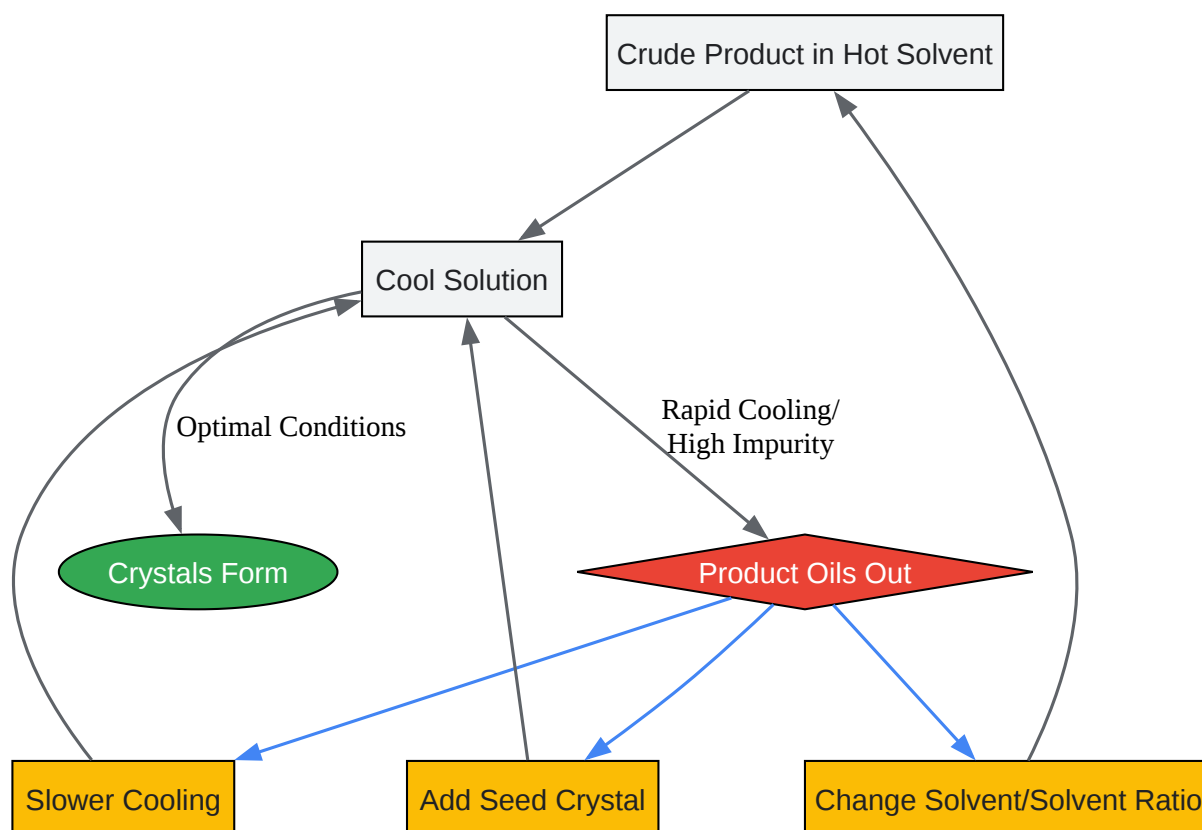 Crude Product in Hot Solvent
Cool Solution
Optimal Conditions
Rapid Cooling/
High Impurity
Crystals Form
Product Oils Out
Slower Cooling
Add Seed Crystal
Change Solvent/Solvent Ratio